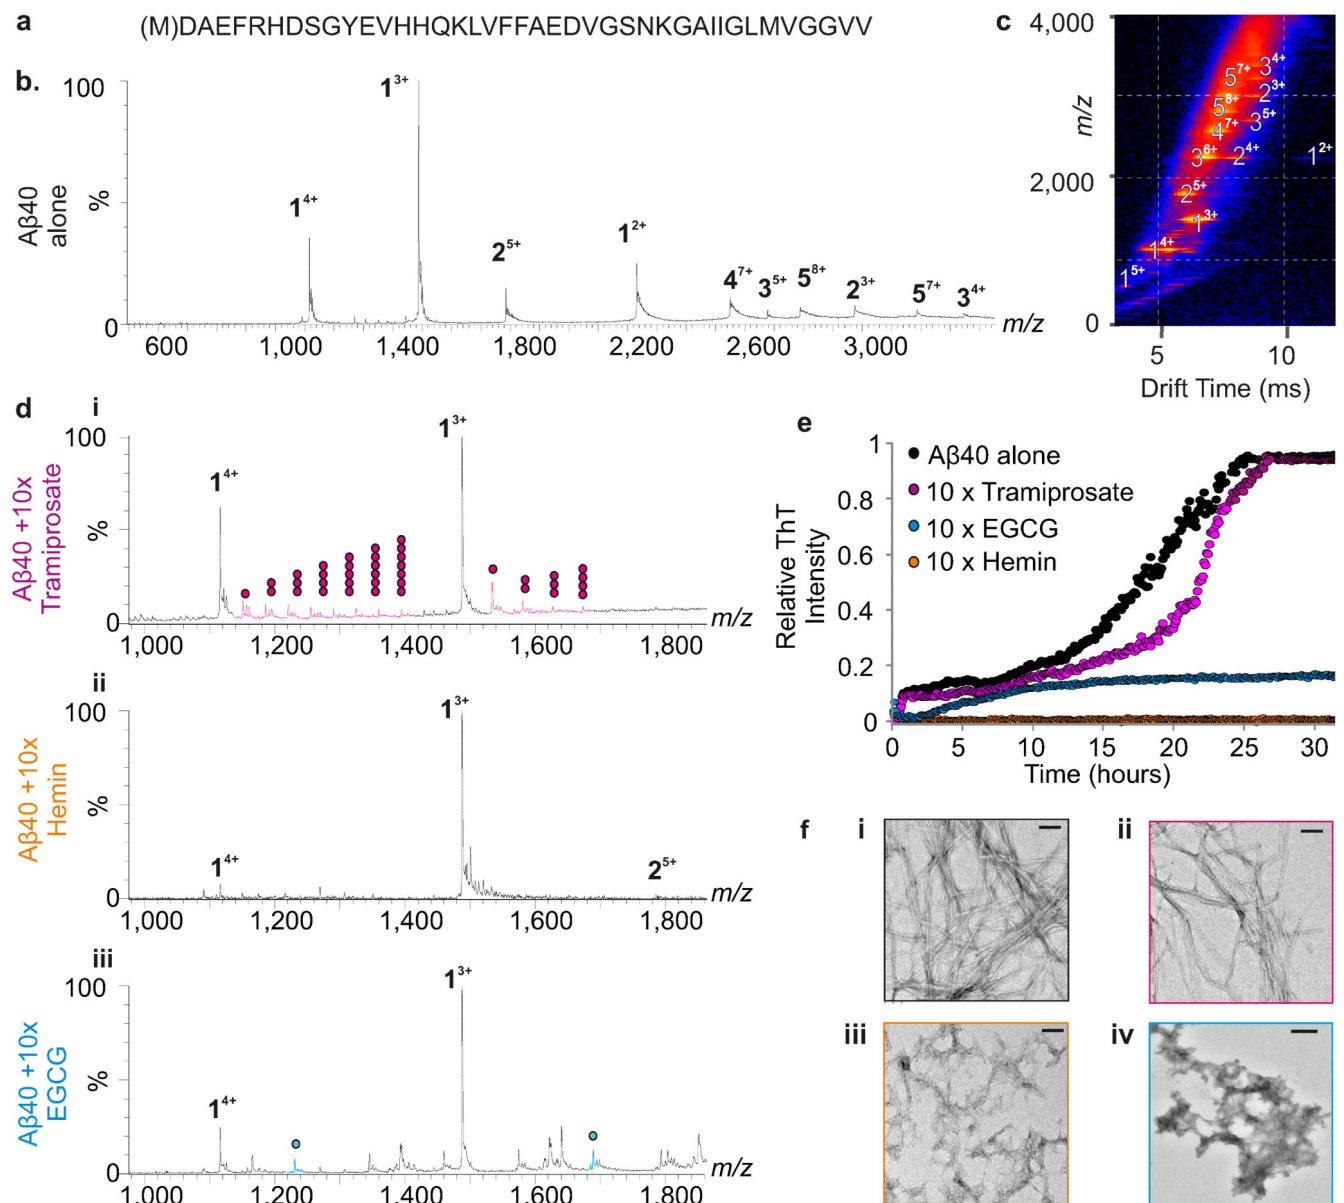 a (M)DAEFRHDSGYEVHHQKLVFFAEDVGSNKGAIIGLMVGGVV
b.
Aβ40
alone
%
100
0
1⁴⁺
1³⁺
2⁵⁺
1²⁺
4⁷⁺
3⁵⁺
5⁸⁺
2³⁺
5⁷⁺
3⁴⁺
600 1,000 1,400 1,800 2,200 2,600 3,000
m/z
c
4,000
m/z
2,000
0
5⁷⁺
3⁴⁺
2³⁺
5⁸⁺
3⁵⁺
4⁷⁺
3⁶⁺
2⁴⁺
1²⁺
2⁵⁺
1³⁺
1⁴⁺
1⁵⁺
5 10
Drift Time (ms)
d i
Aβ40 +10x
Tramiprosate
%
100
0
1⁴⁺
1³⁺
1,000 1,200 1,400 1,600 1,800
m/z
ii
Aβ40 +10x
Hemin
%
100
0
1⁴⁺
1³⁺
2⁵⁺
1,000 1,200 1,400 1,600 1,800
m/z
iii
Aβ40 +10x
EGCG
%
100
0
1⁴⁺
1³⁺
1,000 1,200 1,400 1,600 1,800
m/z
e
Relative ThT
Intensity
1
0.8
0.6
0.4
0.2
0
Aβ40 alone
10 x Tramiprosate
10 x EGCG
10 x Hemin
0 5 10 15 20 25 30
Time (hours)
f i
ii
iii
iv